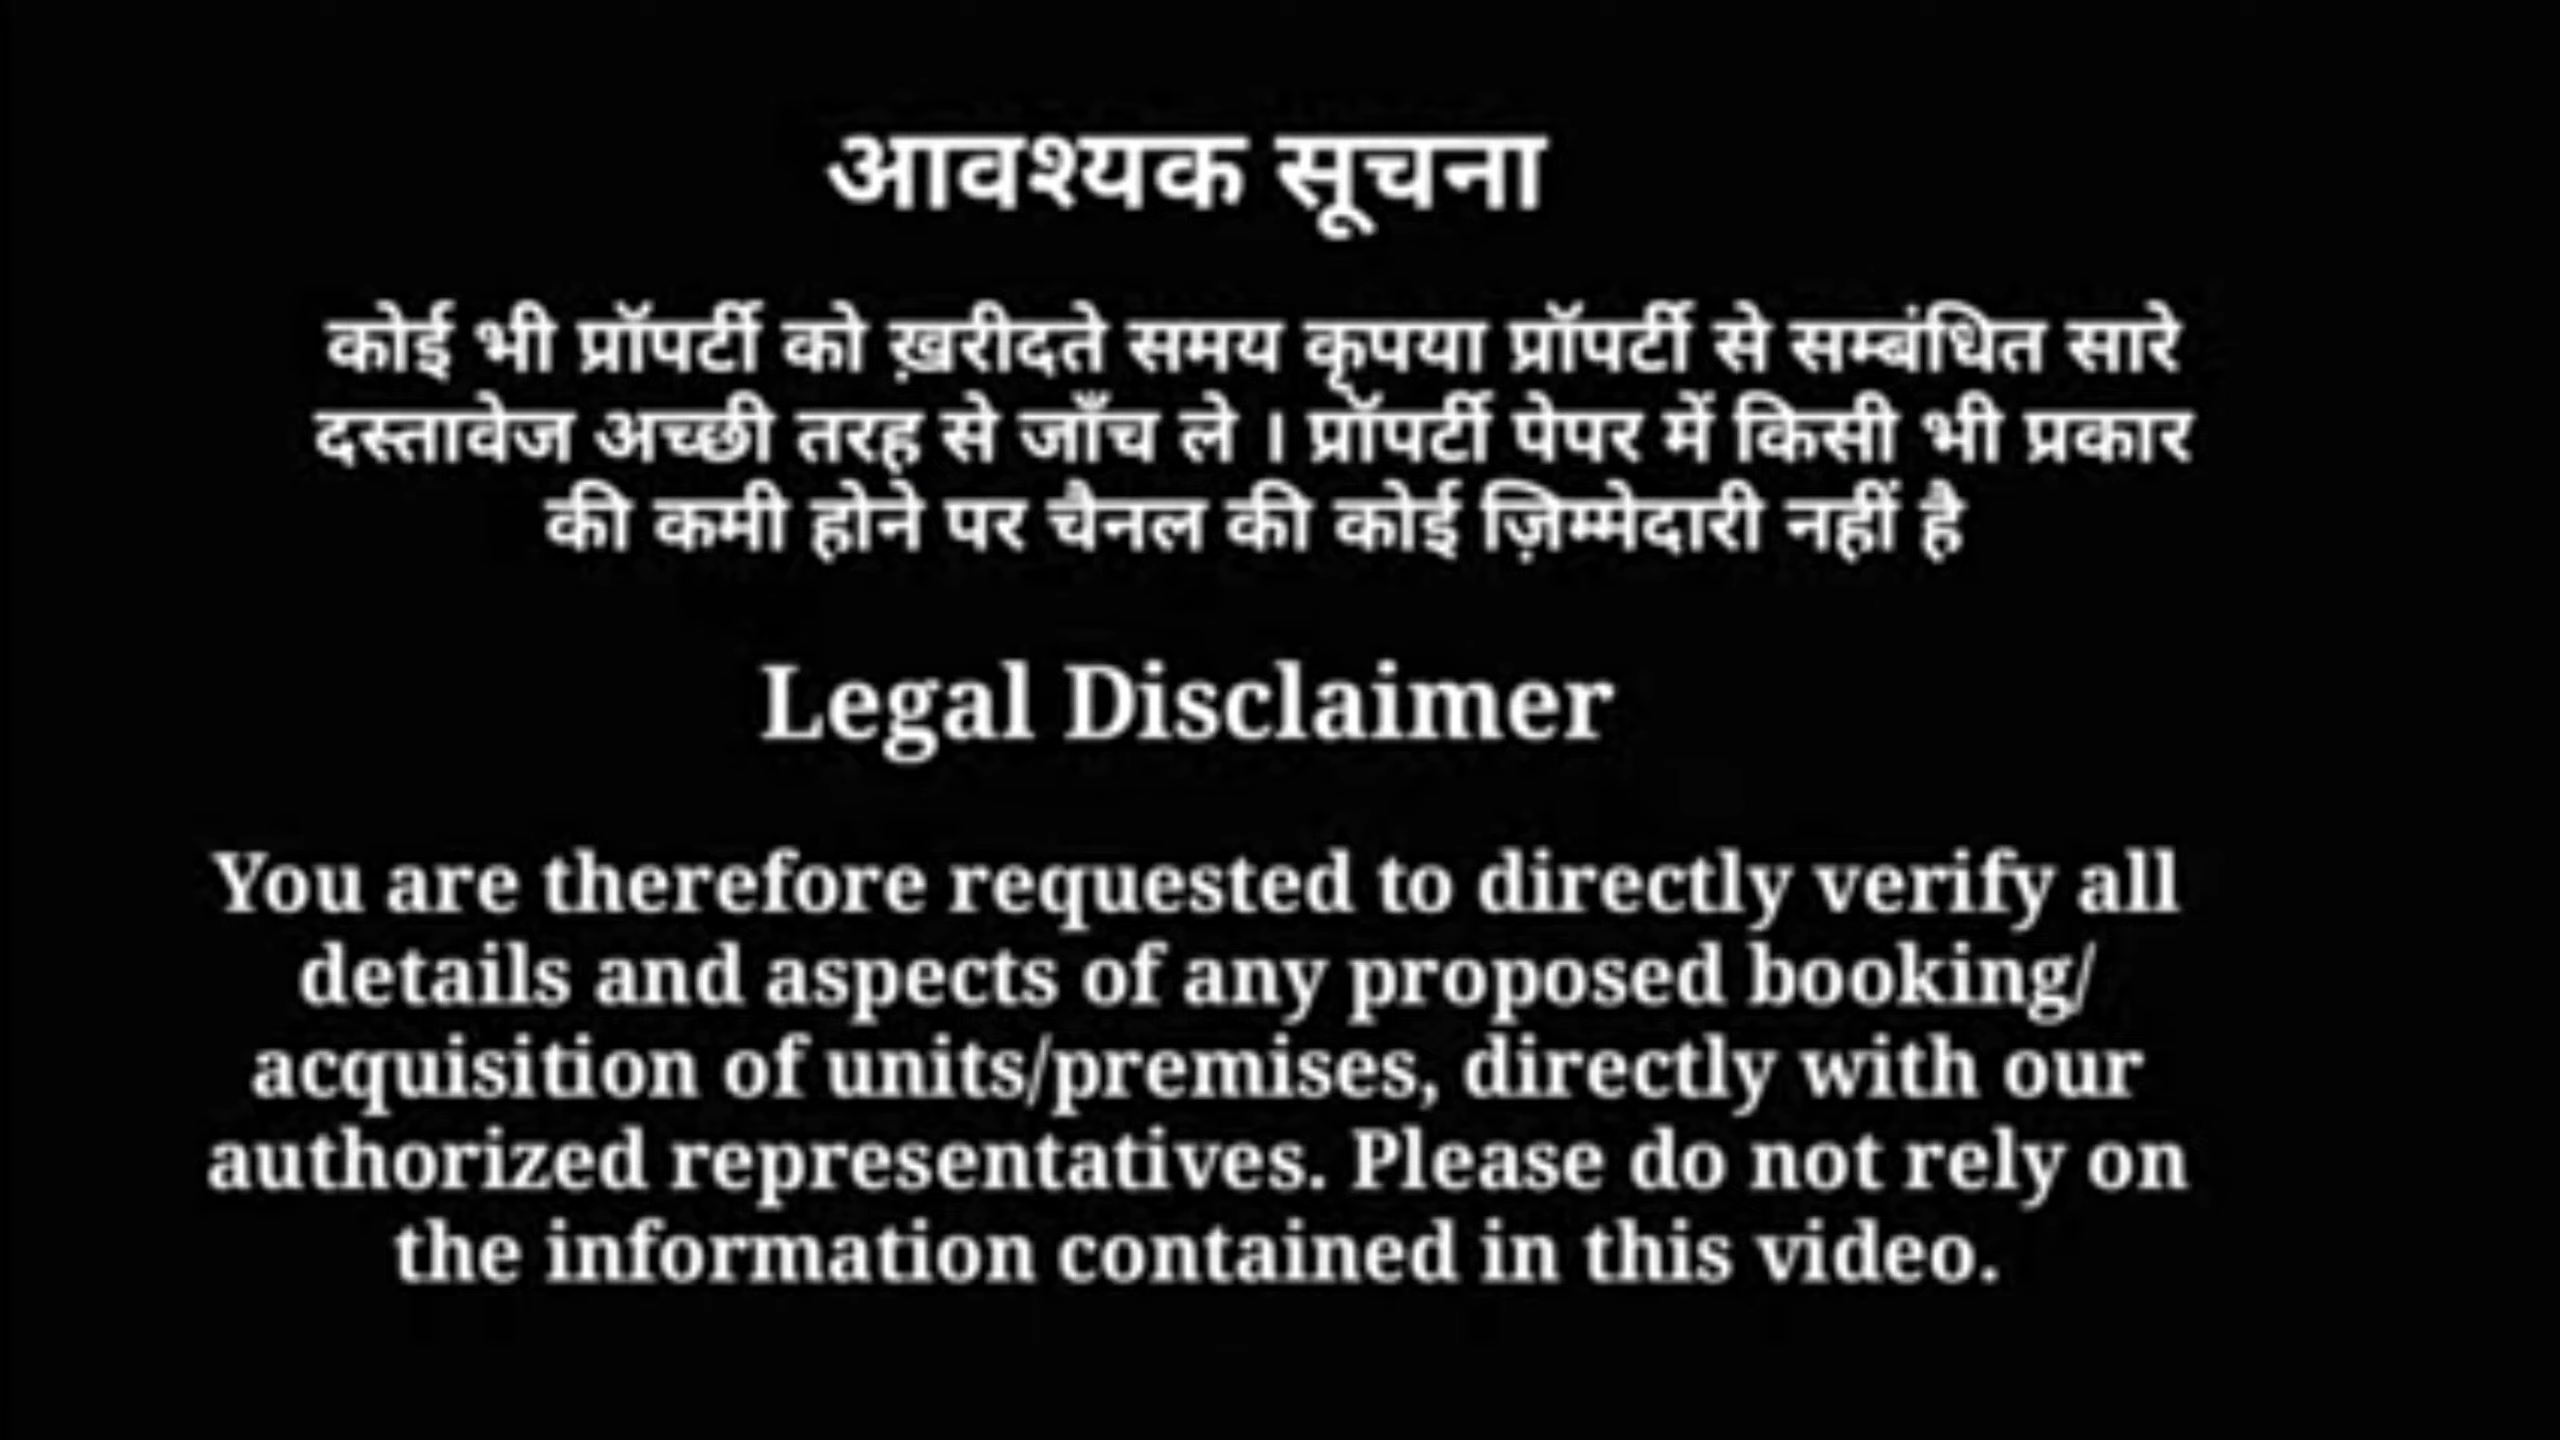 आवश्यक सूचना
कोई भी प्रॉपर्टी को ख़रीदते समय कृपया प्रॉपर्टी से सम्बंधित सारे
दस्तावेज अच्छी तरह से जाँच ले । प्रॉपर्टी पेपर में किसी भी प्रकार
की कमी होने पर चैनल की कोई ज़िम्मेदारी नहीं है
Legal Disclaimer
You are therefore requested to directly verify all
details and aspects of any proposed booking/
acquisition of units/premises, directly with our
authorized representatives. Please do not rely on
the information contained in this video.